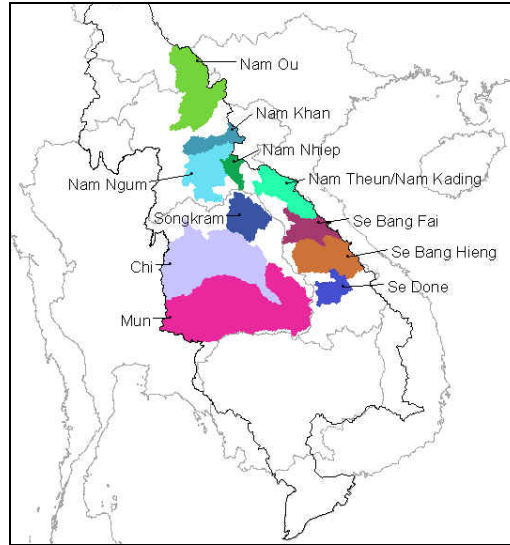 Nam Ou
Nam Khan
Nam Nhiep
Nam Ngum
Nam Theun/Nam Kading
Songkram
Se Bang Fai
Se Bang Hieng
Chi
Se Done
Mun